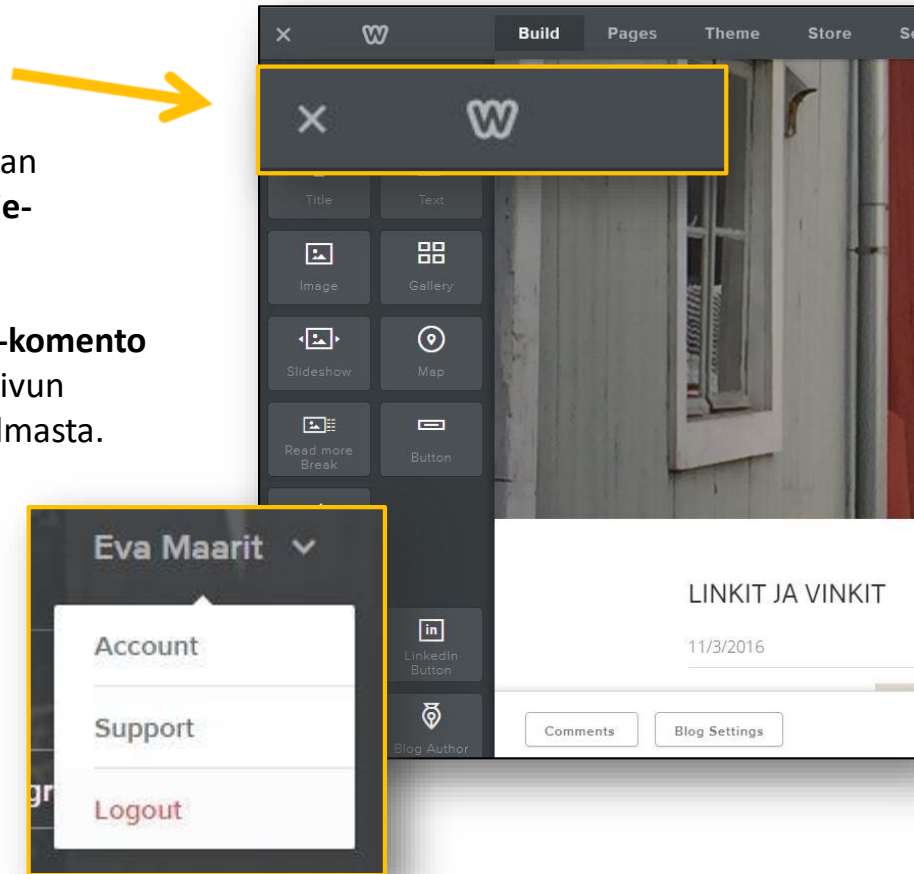 Build Pages Theme Store
an
e-
-komento
ivun
lmasta.
Title Text
Image Gallery
Slideshow Map
Read more
Break
Button
LinkedIn
Button
Blog Author
LINKIT JA VINKIT
11/3/2016
Comments Blog Settings
Eva Maarit
Account
Support
Logout